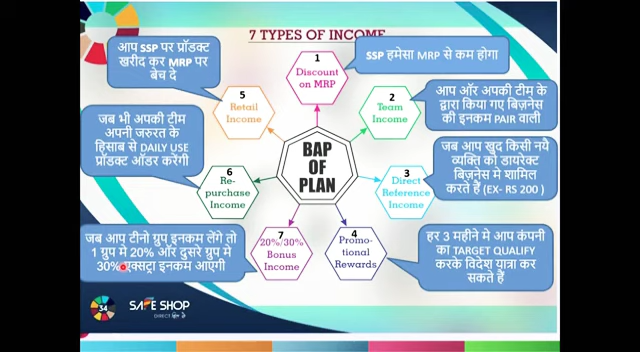 7 TYPES OF INCOME
आप SSP पर प्रॉडक्ट
खरीद कर MRP पर
बेच दे
1
Discount
on MRP
SSP हमेसा MRP से कम होगा
5
Retail
Income
2
Team
Income
आप और अपकी टीम के
द्वारा किया गए बिज़नेस
की इनकम PAIR वाली
जब भी अपकी टीम
अपनी जरुरत के
हिसाब से DAILY USE
प्रॉडक्ट ऑडर करेंगी
BAP
OF
PLAN
6
Re-
purchase
Income
3
Direct
Reference
Income
जब आप खुद किसी नयै
व्यक्ति को डायरेक्ट
बिज़नेस मे शामिल
करते हैं (EX- RS 200 )
जब आप टीनो ग्रुप इनकम लेंगे तो
1 ग्रुप मे 20% और दुसरे ग्रुप मे
30% एक्सट्रा इनकम आएगी
7
20%/30%
Bonus
Income
4
Promo-
tional
Rewards
हर 3 महीने मे आप कंपनी
का TARGET QUALIFY
करके विदेश यात्रा कर
सकते हैं
34
SAFE SHOP
DIRECT दिल से